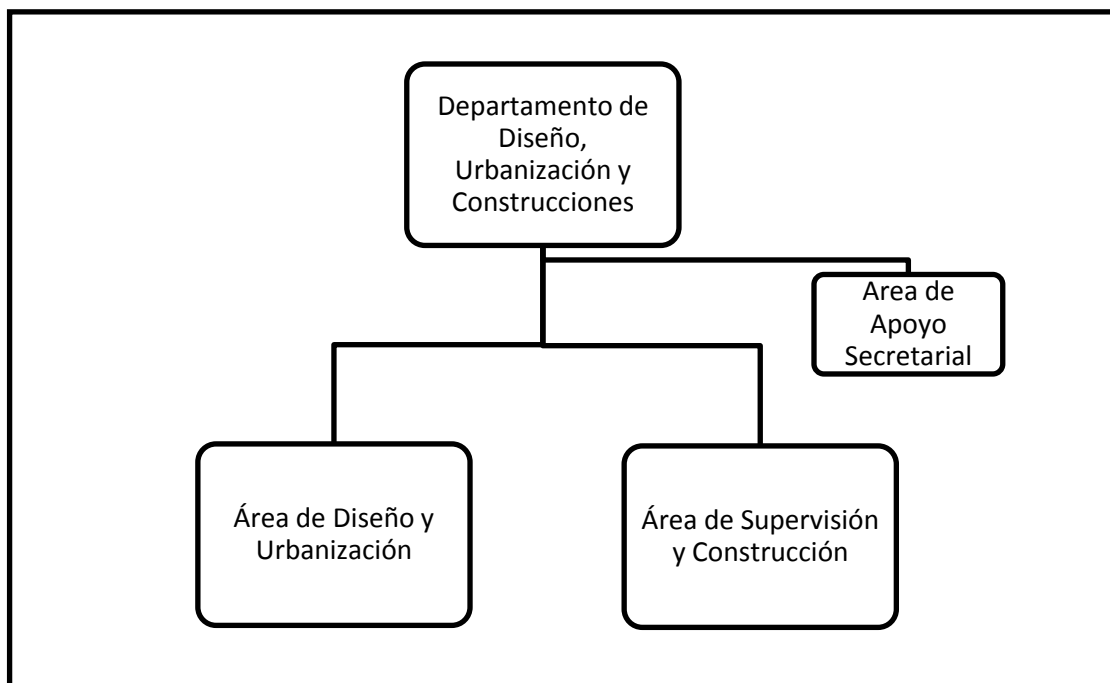 Departamento de
Diseño,
Urbanización y
Construcciones
Area de
Apoyo
Secretarial
Área de Diseño y
Urbanización
Área de Supervisión
y Construcción